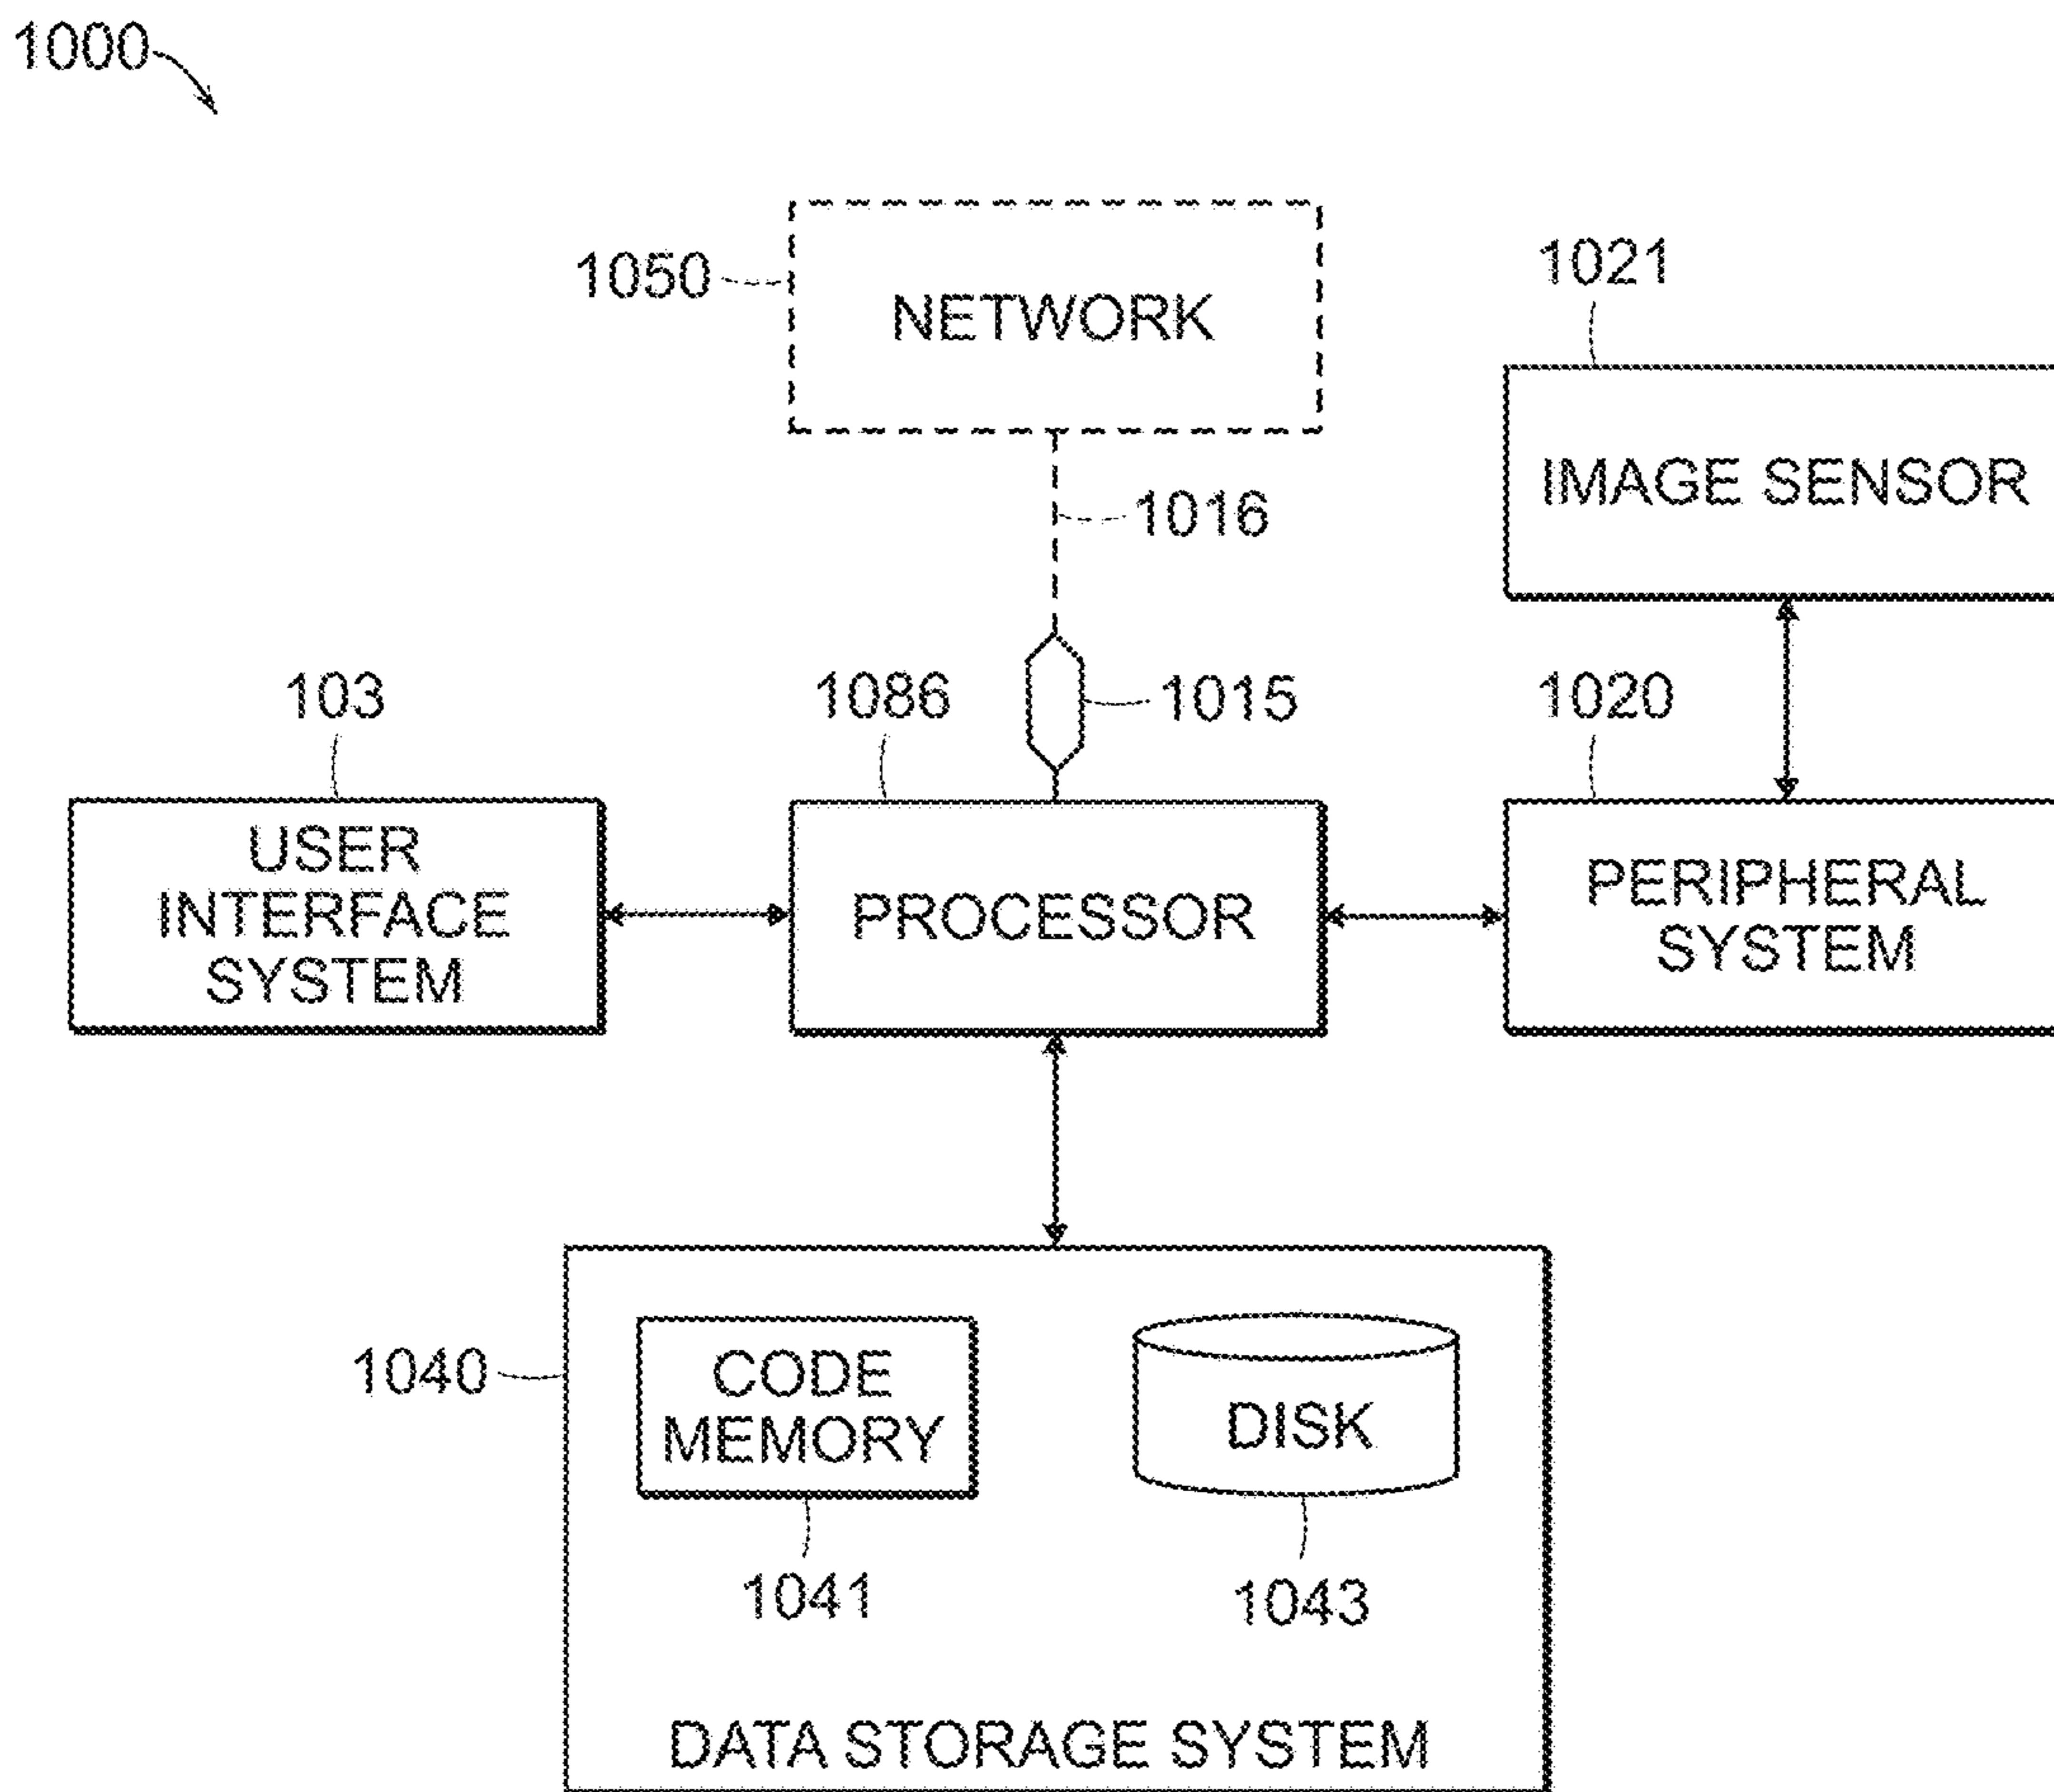 1000
1050
NETWORK
1021
IMAGE SENSOR
1016
103
1086
1015
1020
USER
INTERFACE
SYSTEM
PROCESSOR
PERIPHERAL
SYSTEM
1040
CODE
MEMORY
DISK
1041
1043
DATA STORAGE SYSTEM